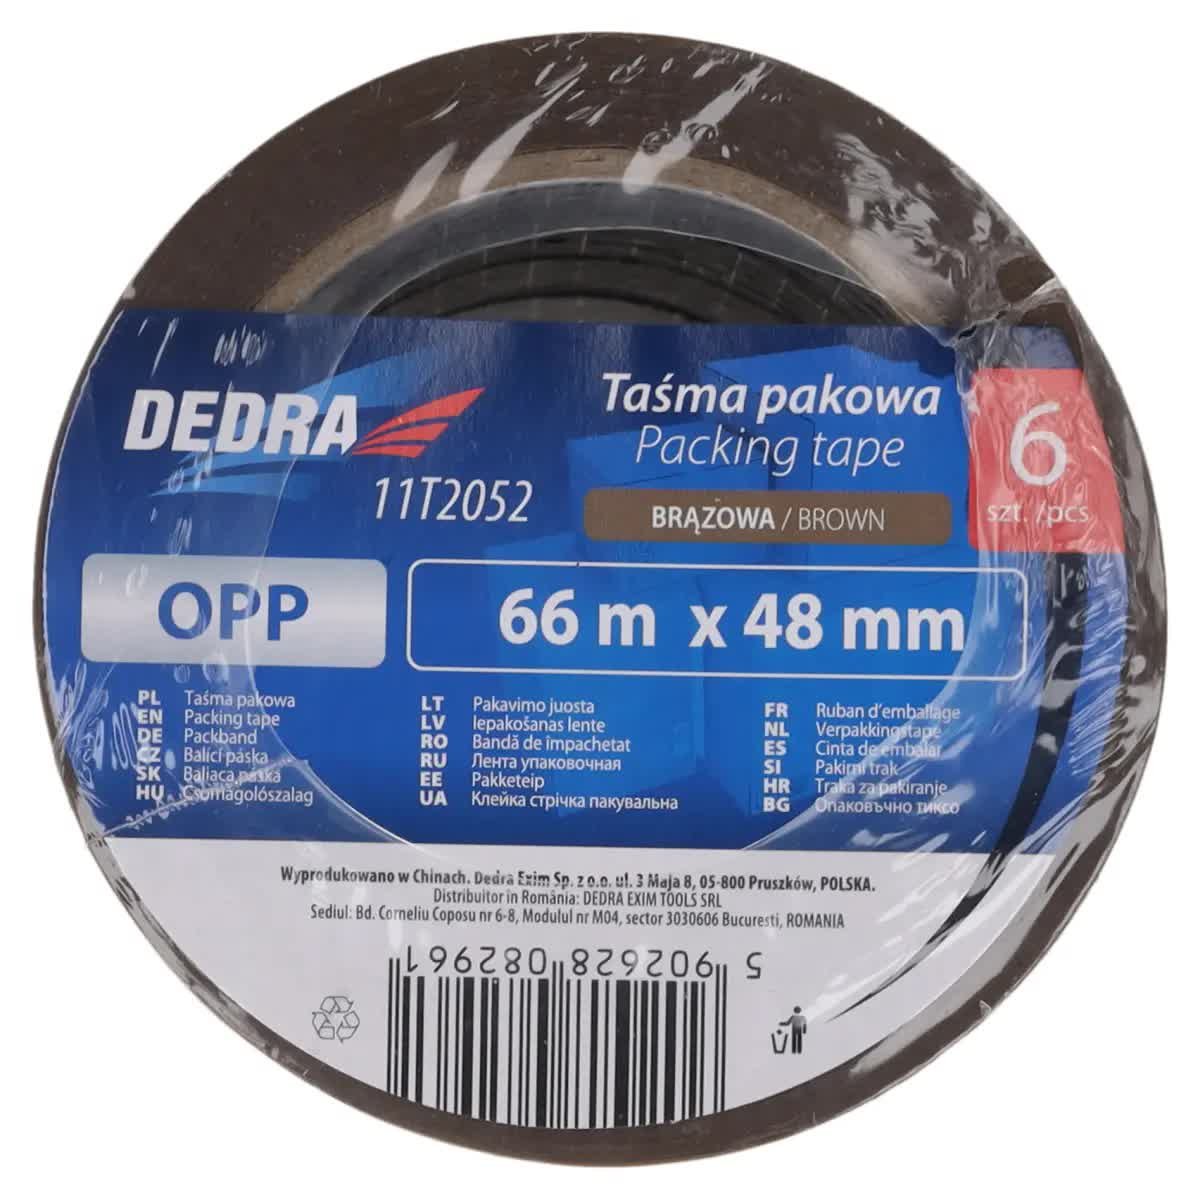 DEDRA
11T2052
Taśma pakowa
Packing tape
BRĄZOWA / BROWN
6
szt. /pcs
OPP
66 m x 48 mm
PL Taśma pakowa
EN Packing tape
DE Packband
CZ Balící páska
SK Baliaca páska
HU Csomagolószalag
LT Pakavimo juosta
LV Iepakošanas lente
RO Bandă de împachetat
RU Лента упаковочная
EE Pakketeip
UA Клейка стрічка пакувальна
FR Ruban d'emballage
NL Verpakkingstape
ES Cinta de embalar
SI Pakirni trak
HR Traka za pakiranje
BG Опаковъчно тиксо
Wyprodukowano w Chinach. Dedra Exim Sp. z o.o. ul. 3 Maja 8, 05-800 Pruszków, POLSKA.
Distribuitor în România: DEDRA EXIM TOOLS SRL
Sediul: Bd. Corneliu Coposu nr 6-8, Modulul nr M04, sector 3030606 Bucuresti, ROMANIA
5 902628 082961